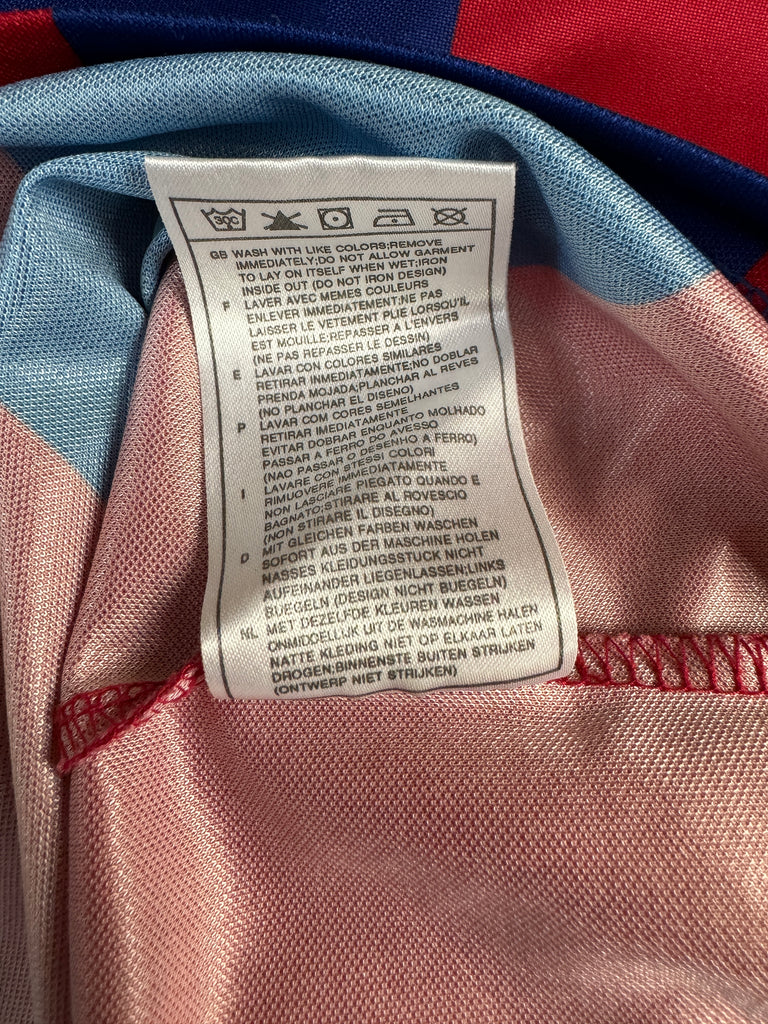 30C
GB WASH WITH LIKE COLORS;REMOVE
IMMEDIATELY;DO NOT ALLOW GARMENT
TO LAY ON ITSELF WHEN WET;IRON
INSIDE OUT (DO NOT IRON DESIGN)
F LAVER AVEC MEMES COULEURS
ENLEVER IMMEDIATEMENT;NE PAS
LAISSER LE VETEMENT PLIE LORSQU'IL
EST MOUILLE;REPASSER A L'ENVERS
(NE PAS REPASSER LE DESSIN)
E LAVAR CON COLORES SIMILARES
RETIRAR INMEDIATAMENTE;NO DOBLAR
PRENDA MOJADA;PLANCHAR AL REVES
(NO PLANCHAR EL DISENO)
P LAVAR COM CORES SEMELHANTES
RETIRAR IMEDIATAMENTE
EVITAR DOBRAR ENQUANTO MOLHADO
PASSAR A FERRO DO AVESSO
(NAO PASSAR O DESENHO A FERRO)
I LAVARE CON STESSI COLORI
RIMUOVERE IMMEDIATAMENTE
NON LASCIARE PIEGATO QUANDO E
BAGNATO;STIRARE AL ROVESCIO
(NON STIRARE IL DISEGNO)
D MIT GLEICHEN FARBEN WASCHEN
SOFORT AUS DER MASCHINE HOLEN
NASSES KLEIDUNGSSTUCK NICHT
AUFEINANDER LIEGENLASSEN;LINKS
BUEGELN (DESIGN NICHT BUEGELN)
NL MET DEZELFDE KLEUREN WASSEN
ONMIDDELLIJK UIT DE WASMACHINE HALEN
NATTE KLEDING NIET OP ELKAAR LATEN
DROGEN;BINNENSTE BUITEN STRIJKEN
(ONTWERP NIET STRIJKEN)